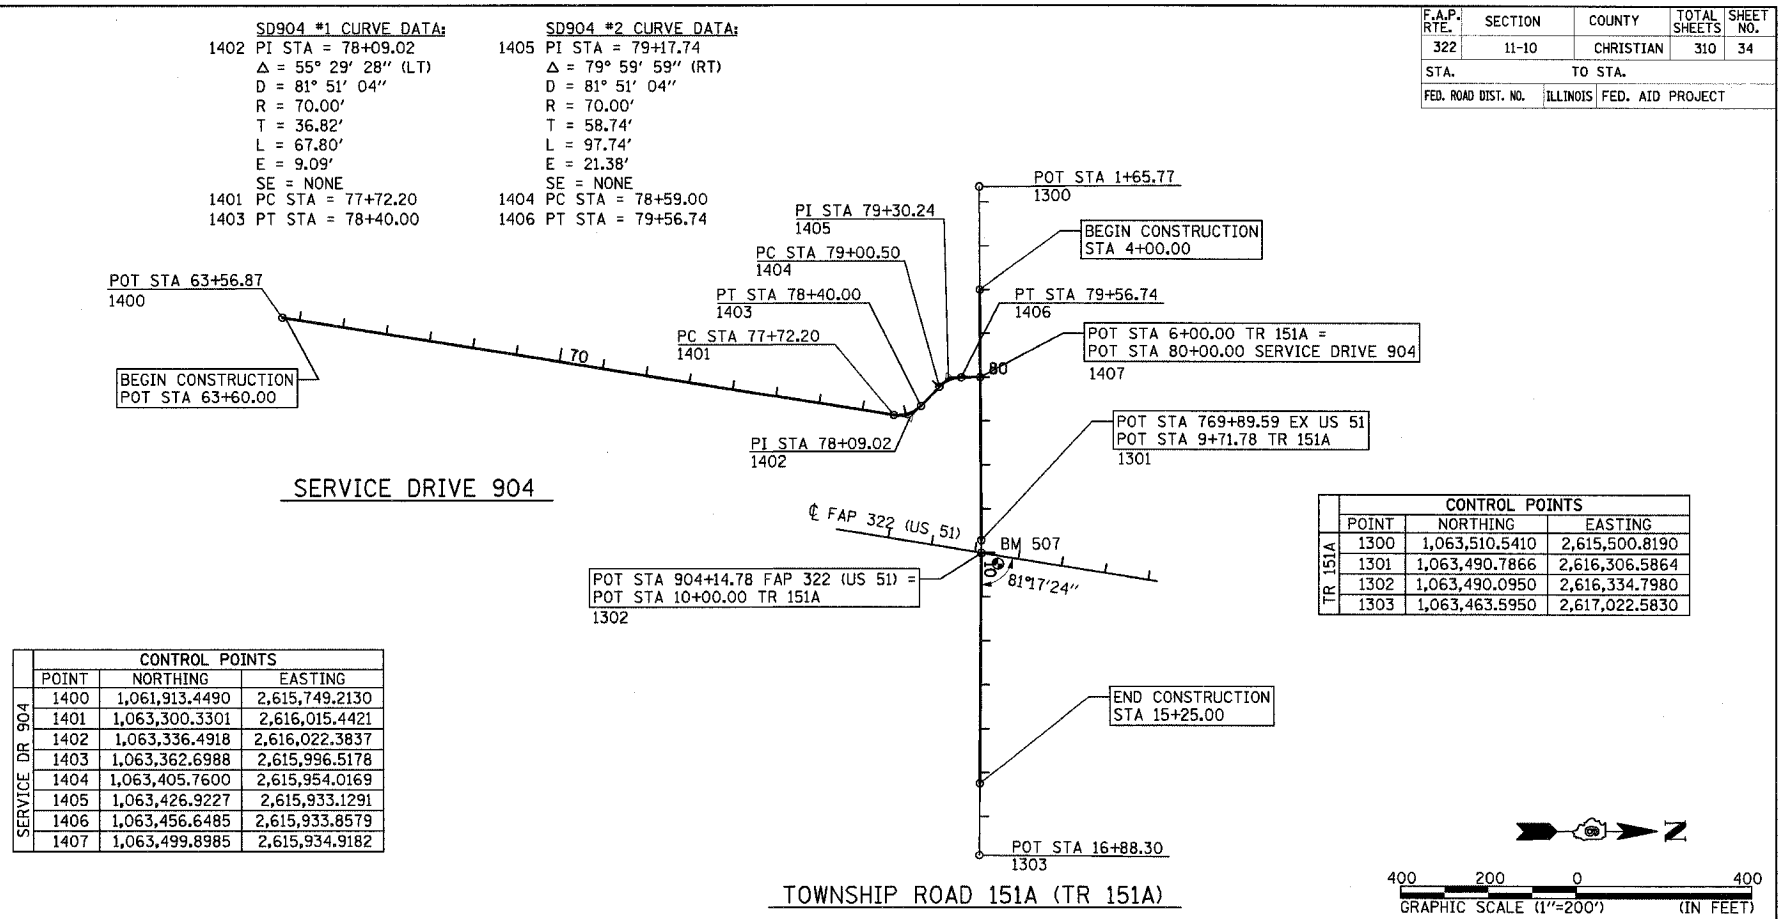 SD904 #1 CURVE DATA:
1402 PI STA = 78+09.02
Δ = 55° 29' 28" (LT)
D = 81° 51' 04"
R = 70.00'
T = 36.82'
L = 67.80'
E = 9.09'
SE = NONE
1401 PC STA = 77+72.20
1403 PT STA = 78+40.00
SD904 #2 CURVE DATA:
1405 PI STA = 79+17.74
Δ = 79° 59' 59" (RT)
D = 81° 51' 04"
R = 70.00'
T = 58.74'
L = 97.74'
E = 21.38'
SE = NONE
1404 PC STA = 78+59.00
1406 PT STA = 79+56.74
F.A.P. RTE. SECTION COUNTY TOTAL SHEETS SHEET NO.
322 11-10 CHRISTIAN 310 34
STA. TO STA.
FED. ROAD DIST. NO. ILLINOIS FED. AID PROJECT
POT STA 1+65.77
1300
PI STA 79+30.24
1405
BEGIN CONSTRUCTION
STA 4+00.00
PC STA 79+00.50
1404
POT STA 63+56.87
1400
PT STA 78+40.00
1403
PT STA 79+56.74
1406
PC STA 77+72.20
1401
POT STA 6+00.00 TR 151A =
POT STA 80+00.00 SERVICE DRIVE 904
1407
70
80
BEGIN CONSTRUCTION
POT STA 63+60.00
PI STA 78+09.02
1402
POT STA 769+89.59 EX US 51
POT STA 9+71.78 TR 151A
1301
SERVICE DRIVE 904
℄ FAP 322 (US 51)
BM 507
10
81°17'24"
POT STA 904+14.78 FAP 322 (US 51) =
POT STA 10+00.00 TR 151A
1302
CONTROL POINTS
POINT NORTHING EASTING
TR 151A
1300 1,063,510.5410 2,615,500.8190
1301 1,063,490.7866 2,616,306.5864
1302 1,063,490.0950 2,616,334.7980
1303 1,063,463.5950 2,617,022.5830
CONTROL POINTS
POINT NORTHING EASTING
SERVICE DR 904
1400 1,061,913.4490 2,615,749.2130
1401 1,063,300.3301 2,616,015.4421
1402 1,063,336.4918 2,616,022.3837
1403 1,063,362.6988 2,615,996.5178
1404 1,063,405.7600 2,615,954.0169
1405 1,063,426.9227 2,615,933.1291
1406 1,063,456.6485 2,615,933.8579
1407 1,063,499.8985 2,615,934.9182
END CONSTRUCTION
STA 15+25.00
POT STA 16+88.30
1303
TOWNSHIP ROAD 151A (TR 151A)
N
400 200 0 400
GRAPHIC SCALE (1"=200') (IN FEET)